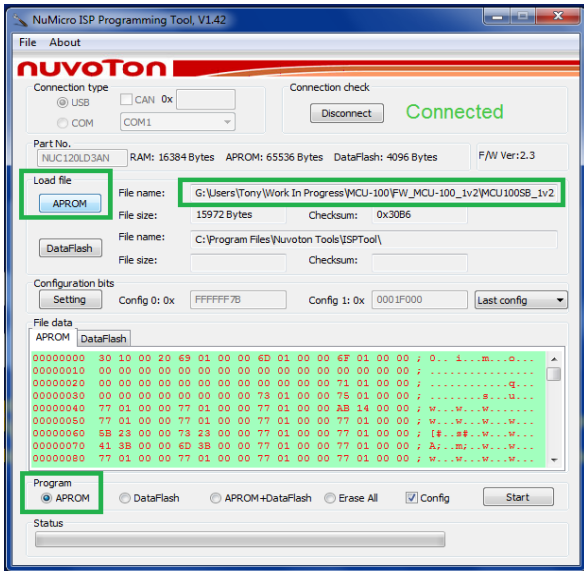 NuMicro ISP Programming Tool, V1.42
File About
nuvoTon
Connection type
USB CAN 0x
COM COM1
Connection check
Disconnect Connected
Part No.
NUC120LD3AN RAM: 16384 Bytes APROM: 65536 Bytes DataFlash: 4096 Bytes F/W Ver:2.3
Load file
APROM
File name: G:\Users\Tony\Work In Progress\MCU-100\FW_MCU-100_1v2\MCU100SB_1v2
File size: 15972 Bytes Checksum: 0x30B6
DataFlash
File name: C:\Program Files\Nuvoton Tools\ISPTool\
File size: Checksum:
Configuration bits
Setting Config 0: 0x FFFFFF7B Config 1: 0x 0001F000 Last config
File data
APROM DataFlash
00000000 30 10 00 20 69 01 00 00 6D 01 00 00 6F 01 00 00 ; 0.. i...m...o...
00000010 00 00 00 00 00 00 00 00 00 00 00 00 00 00 00 00 ; ................
00000020 00 00 00 00 00 00 00 00 00 00 00 00 71 01 00 00 ; ............q...
00000030 00 00 00 00 00 00 00 00 73 01 00 00 75 01 00 00 ; ........s...u...
00000040 77 01 00 00 77 01 00 00 77 01 00 00 AB 14 00 00 ; w...w...w.......
00000050 77 01 00 00 77 01 00 00 77 01 00 00 77 01 00 00 ; w...w...w...w...
00000060 5B 23 00 00 73 23 00 00 77 01 00 00 77 01 00 00 ; [#..s#..w...w...
00000070 41 3B 00 00 6D 3B 00 00 77 01 00 00 77 01 00 00 ; A;..m;..w...w...
00000080 77 01 00 00 77 01 00 00 77 01 00 00 77 01 00 00 ; w...w...w...w...
Program
APROM DataFlash APROM+DataFlash Erase All Config Start
Status